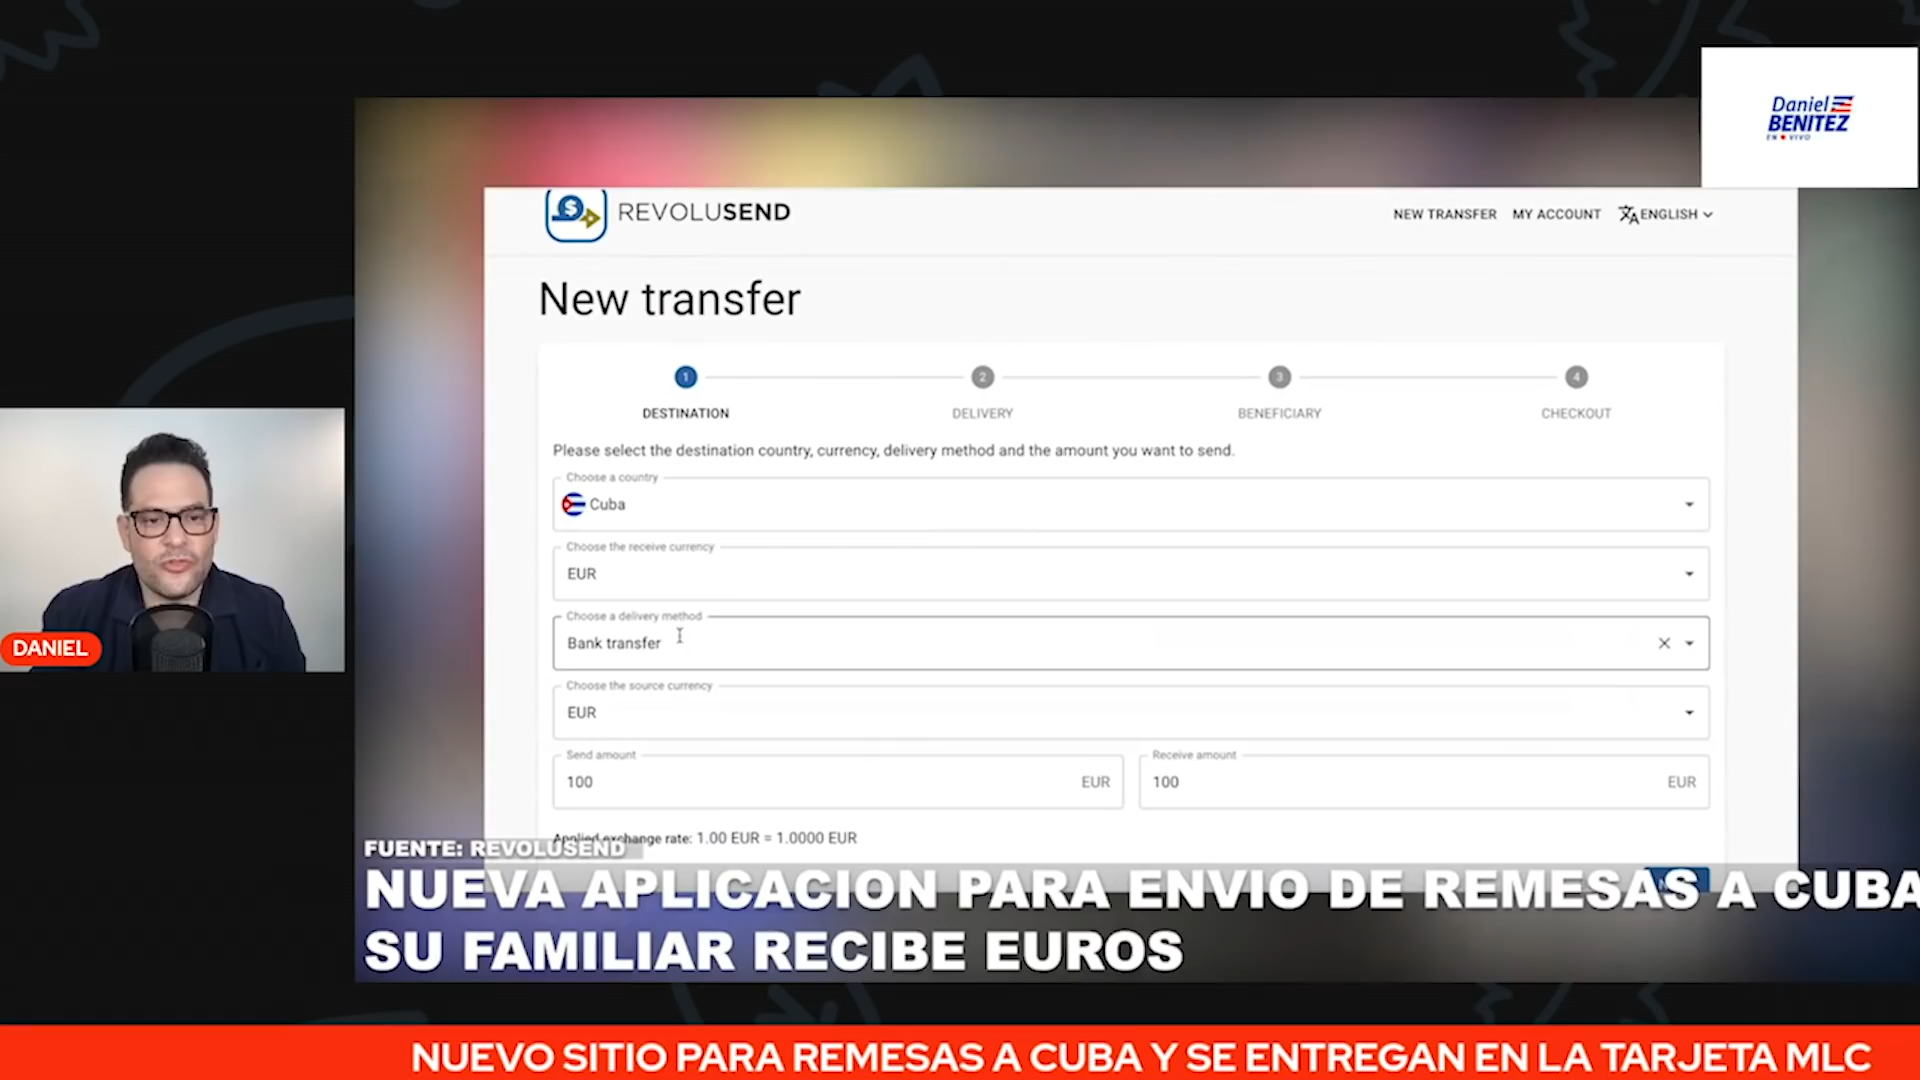 Daniel
BENITEZ
EN VIVO
REVOLUSEND
NEW TRANSFER
MY ACCOUNT
ENGLISH
New transfer
1
2
3
4
DESTINATION
DELIVERY
BENEFICIARY
CHECKOUT
Please select the destination country, currency, delivery method and the amount you want to send.
Choose a country
Cuba
Choose the receive currency
EUR
Choose a delivery method
Bank transfer
Choose the source currency
EUR
Send amount
100 EUR
Receive amount
100 EUR
Applied exchange rate: 1.00 EUR = 1.0000 EUR
DANIEL
FUENTE: REVOLUSEND
NUEVA APLICACION PARA ENVIO DE REMESAS A CUBA
SU FAMILIAR RECIBE EUROS
NUEVO SITIO PARA REMESAS A CUBA Y SE ENTREGAN EN LA TARJETA MLC